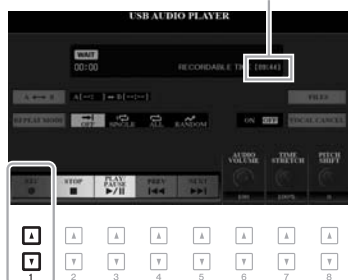 USB AUDIO PLAYER
WAIT
00:00 RECORDABLE TIME [09:44]
A ⟷ B A[--: ]↔B[--:--] FILES
REPEAT MODE OFF SINGLE ALL RANDOM ON OFF VOCAL CANCEL
AUDIO VOLUME TIME STRETCH PITCH SHIFT
100 100% 0
REC STOP PLAY/PAUSE PREV NEXT
1 2 3 4 5 6 7 8